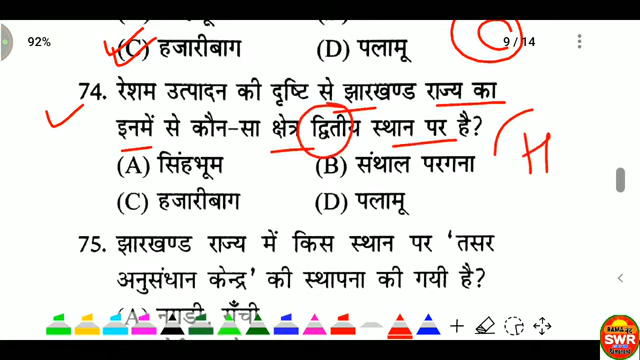 92%
9 / 14
(C) हजारीबाग (D) पलामू
C
74. रेशम उत्पादन की दृष्टि से झारखण्ड राज्य का
इनमें से कौन-सा क्षेत्र द्वितीय स्थान पर है?
H
(A) सिंहभूम (B) संथाल परगना
(C) हजारीबाग (D) पलामू
75. झारखण्ड राज्य में किस स्थान पर ‘तसर
अनुसंधान केन्द्र’ की स्थापना की गयी है?
(A) नगड़ी, राँची
SWR